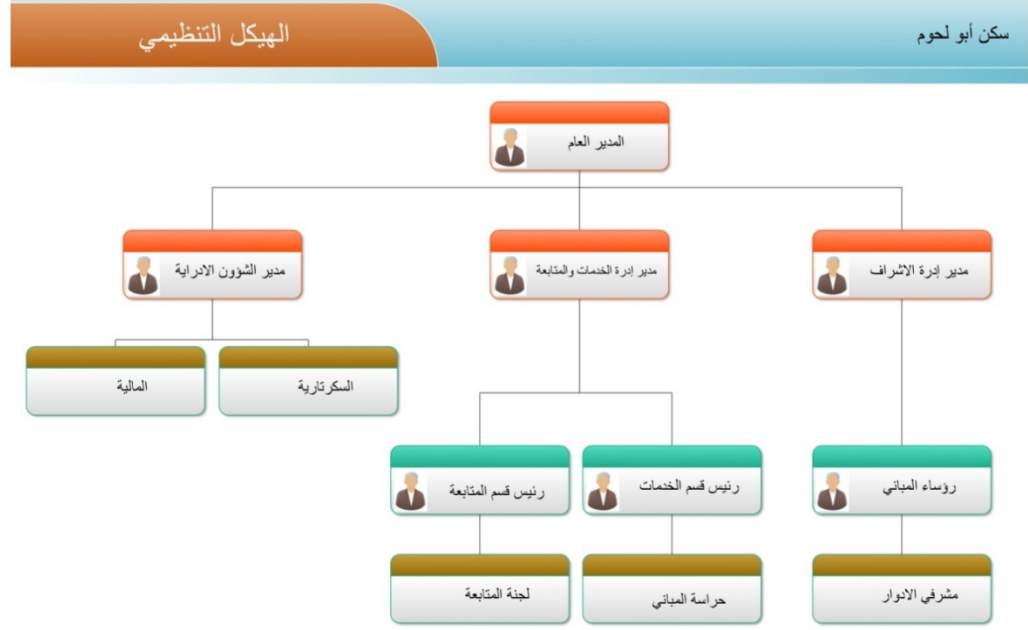 سكن أبو لحوم
الهيكل التنظيمي
المدير العام
مدير إدرة الاشراف
مدير إدرة الخدمات والمتابعة
مدير الشؤون الادراية
السكرتارية
المالية
رؤساء المباني
رئيس قسم الخدمات
رئيس قسم المتابعة
مشرفي الادوار
حراسة المباني
لجنة المتابعة